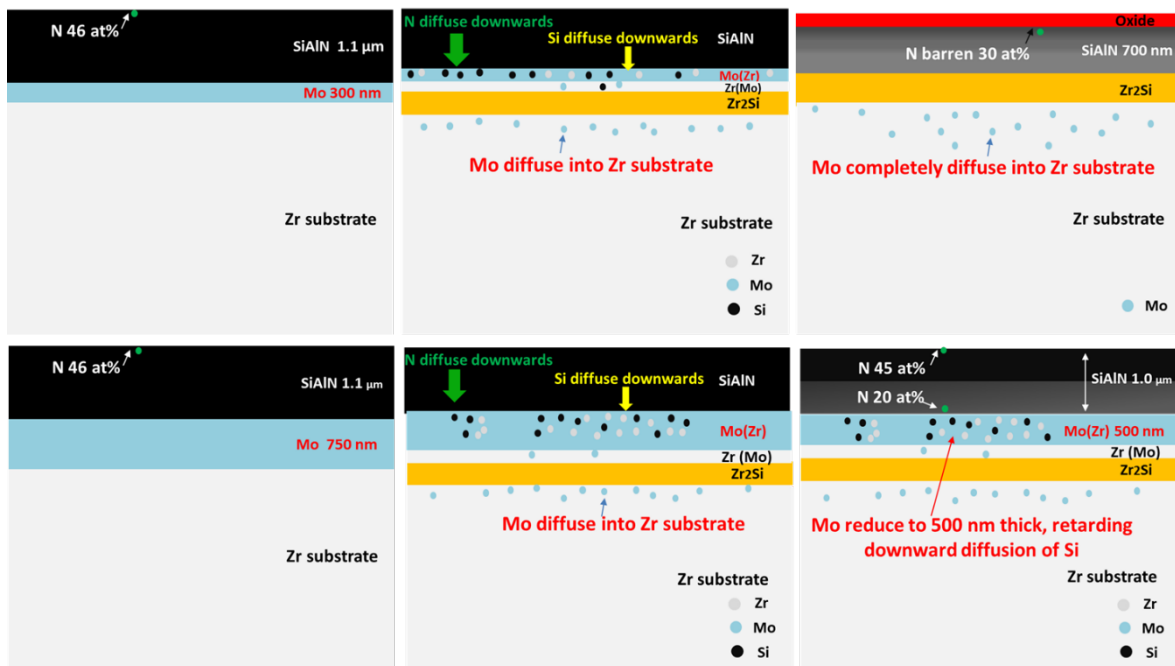 N 46 at%
SiAlN 1.1 µm
Mo 300 nm
Zr substrate
N diffuse downwards
Si diffuse downwards
SiAlN
Mo(Zr)
Zr(Mo)
Zr2Si
Mo diffuse into Zr substrate
Zr substrate
Zr
Mo
Si
Oxide
N barren 30 at%
SiAlN 700 nm
Zr2Si
Mo completely diffuse into Zr substrate
Zr substrate
Mo
N 46 at%
SiAlN 1.1 µm
Mo 750 nm
Zr substrate
N diffuse downwards
Si diffuse downwards
SiAlN
Mo(Zr)
Zr (Mo)
Zr2Si
Mo diffuse into Zr substrate
Zr substrate
Zr
Mo
Si
N 45 at%
SiAlN 1.0 µm
N 20 at%
Mo(Zr) 500 nm
Zr (Mo)
Zr2Si
Mo reduce to 500 nm thick, retarding
downward diffusion of Si
Zr substrate
Zr
Mo
Si